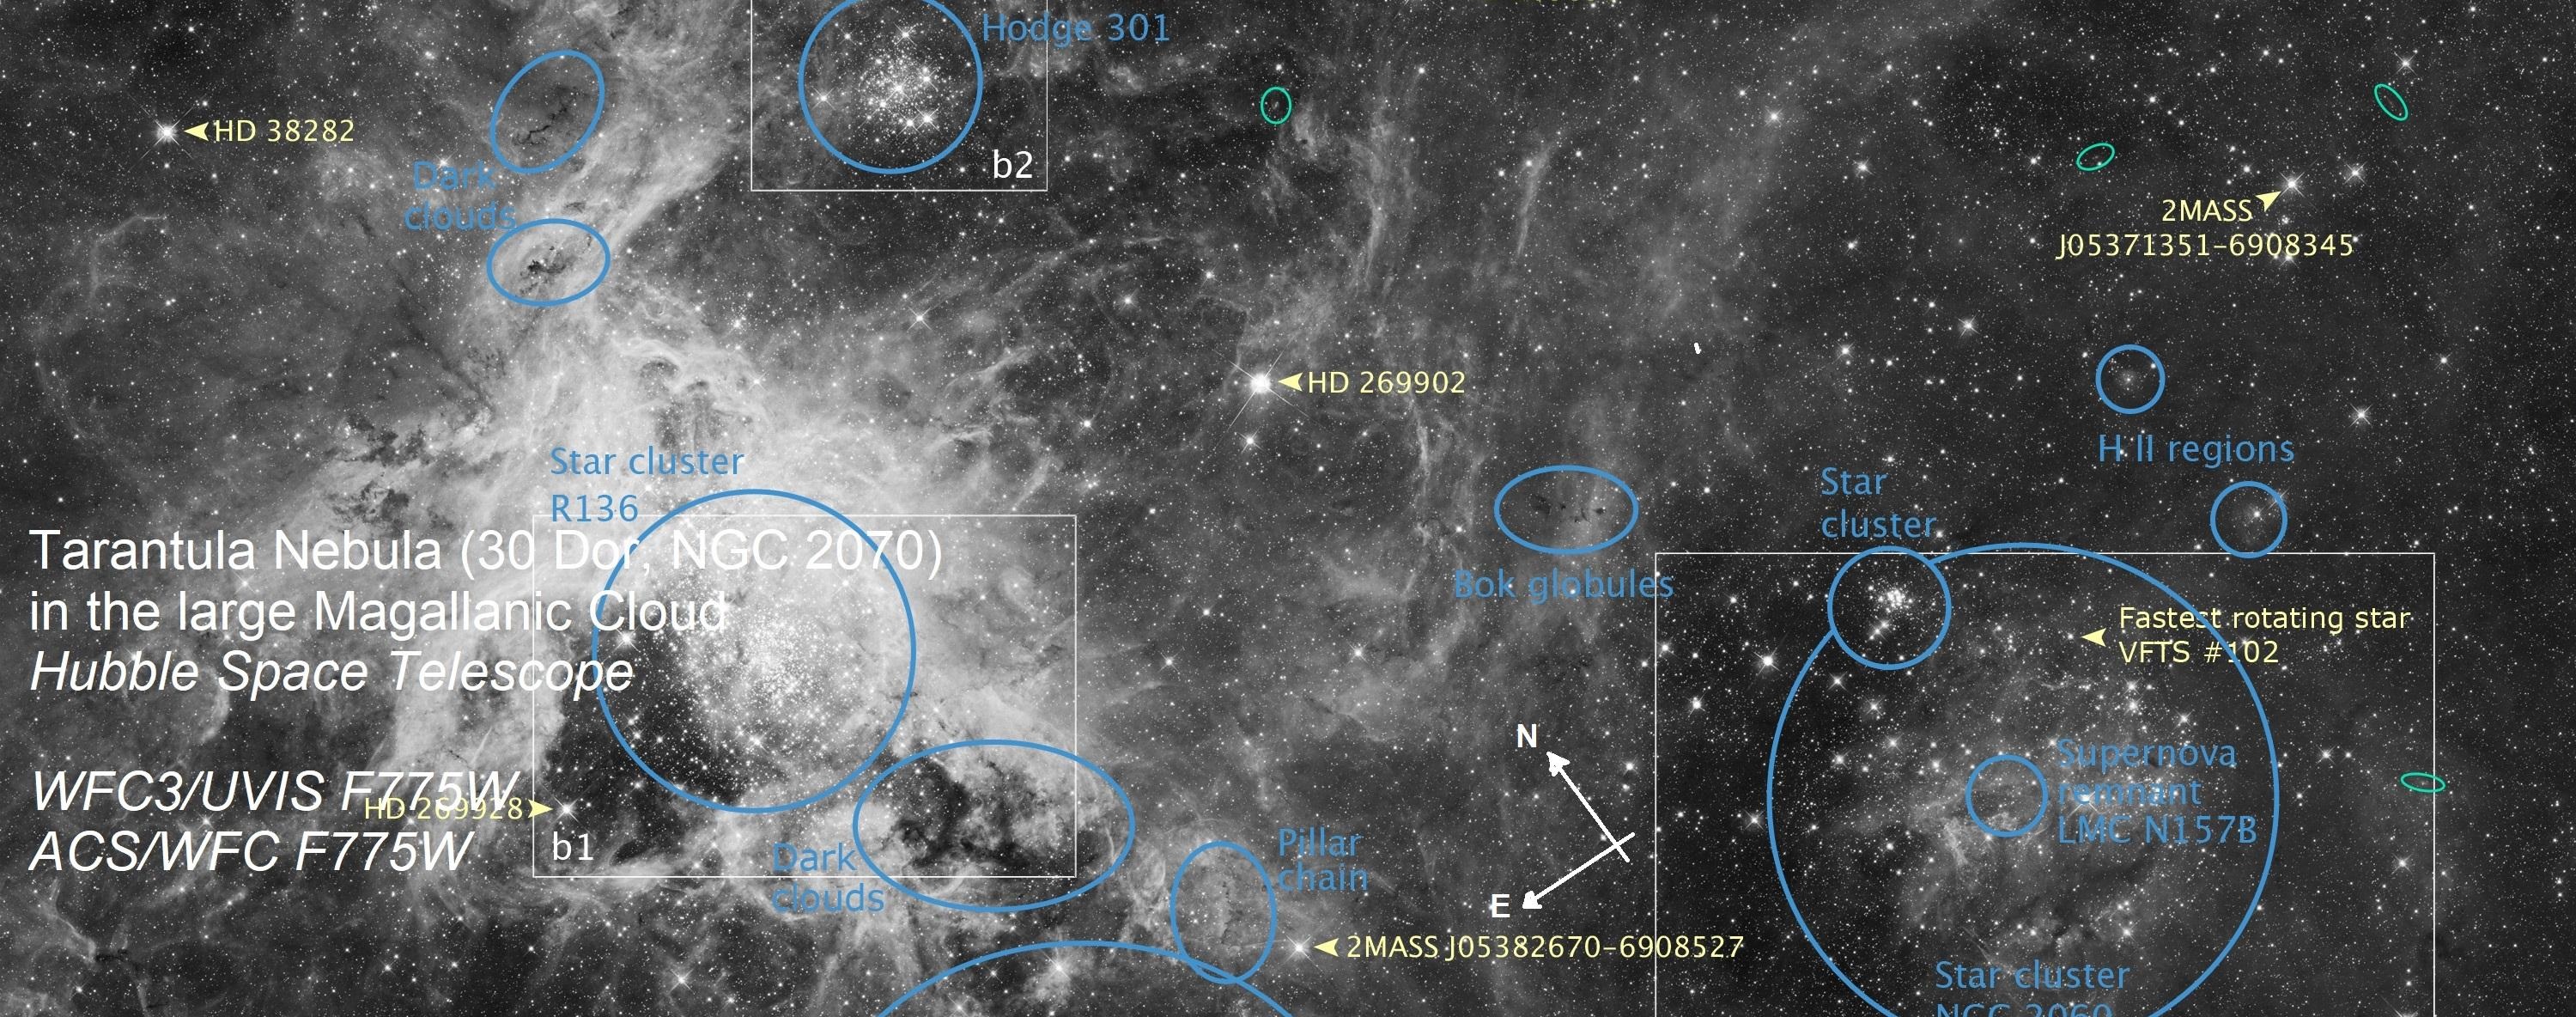 Hodge 301
HD 38282
b2
Dark
clouds
2MASS
J05371351-6908345
HD 269902
H II regions
Star cluster
R136
Star
cluster
Bok globules
Tarantula Nebula (30 Dor, NGC 2070)
in the large Magallanic Cloud
Hubble Space Telescope
Fastest rotating star
VFTS #102
N
E
Supernova
remnant
LMC N157B
WFC3/UVIS F775W
HD 269928
ACS/WFC F775W
b1
Dark
clouds
Pillar
chain
2MASS J05382670-6908527
Star cluster
NGC 2060